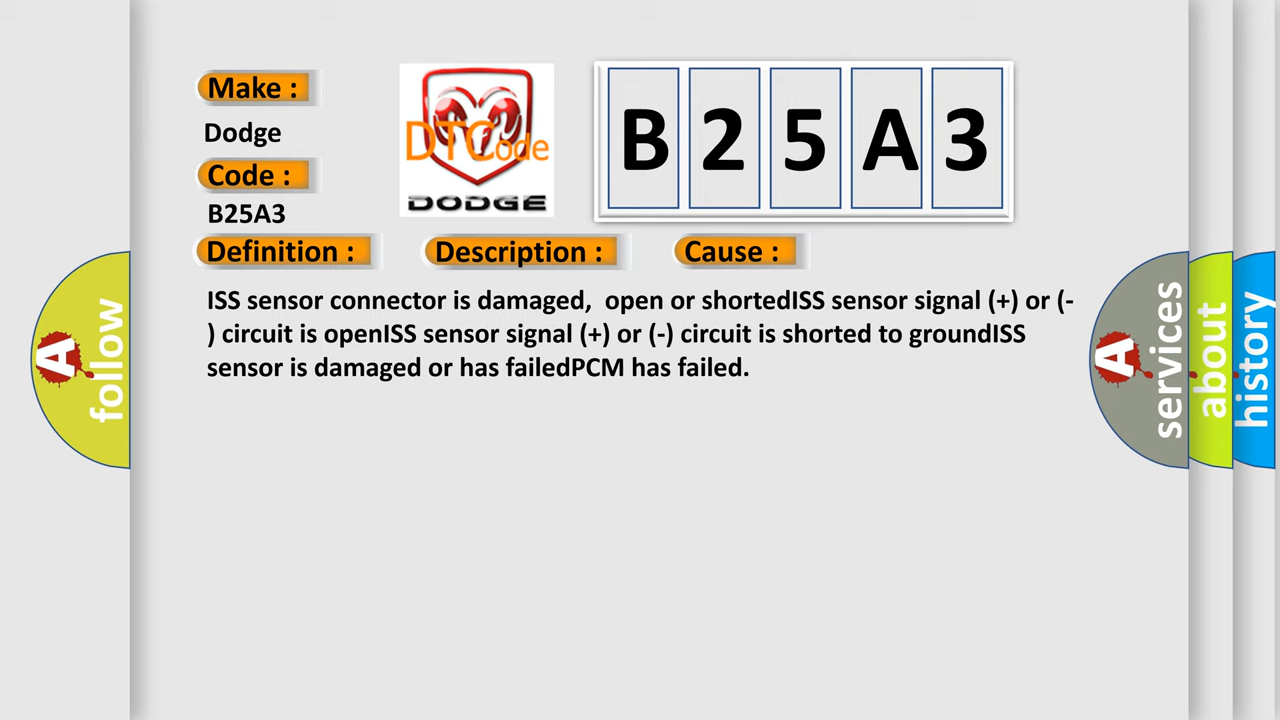 Make :
Dodge
Code :
B25A3
DTCode
DODGE
B 2 5 A 3
Definition :
Description :
Cause :
ISS sensor connector is damaged,  open or shortedISS sensor signal (+) or (-
) circuit is openISS sensor signal (+) or (-) circuit is shorted to groundISS
sensor is damaged or has failedPCM has failed.
A
follow
A
services
about
history